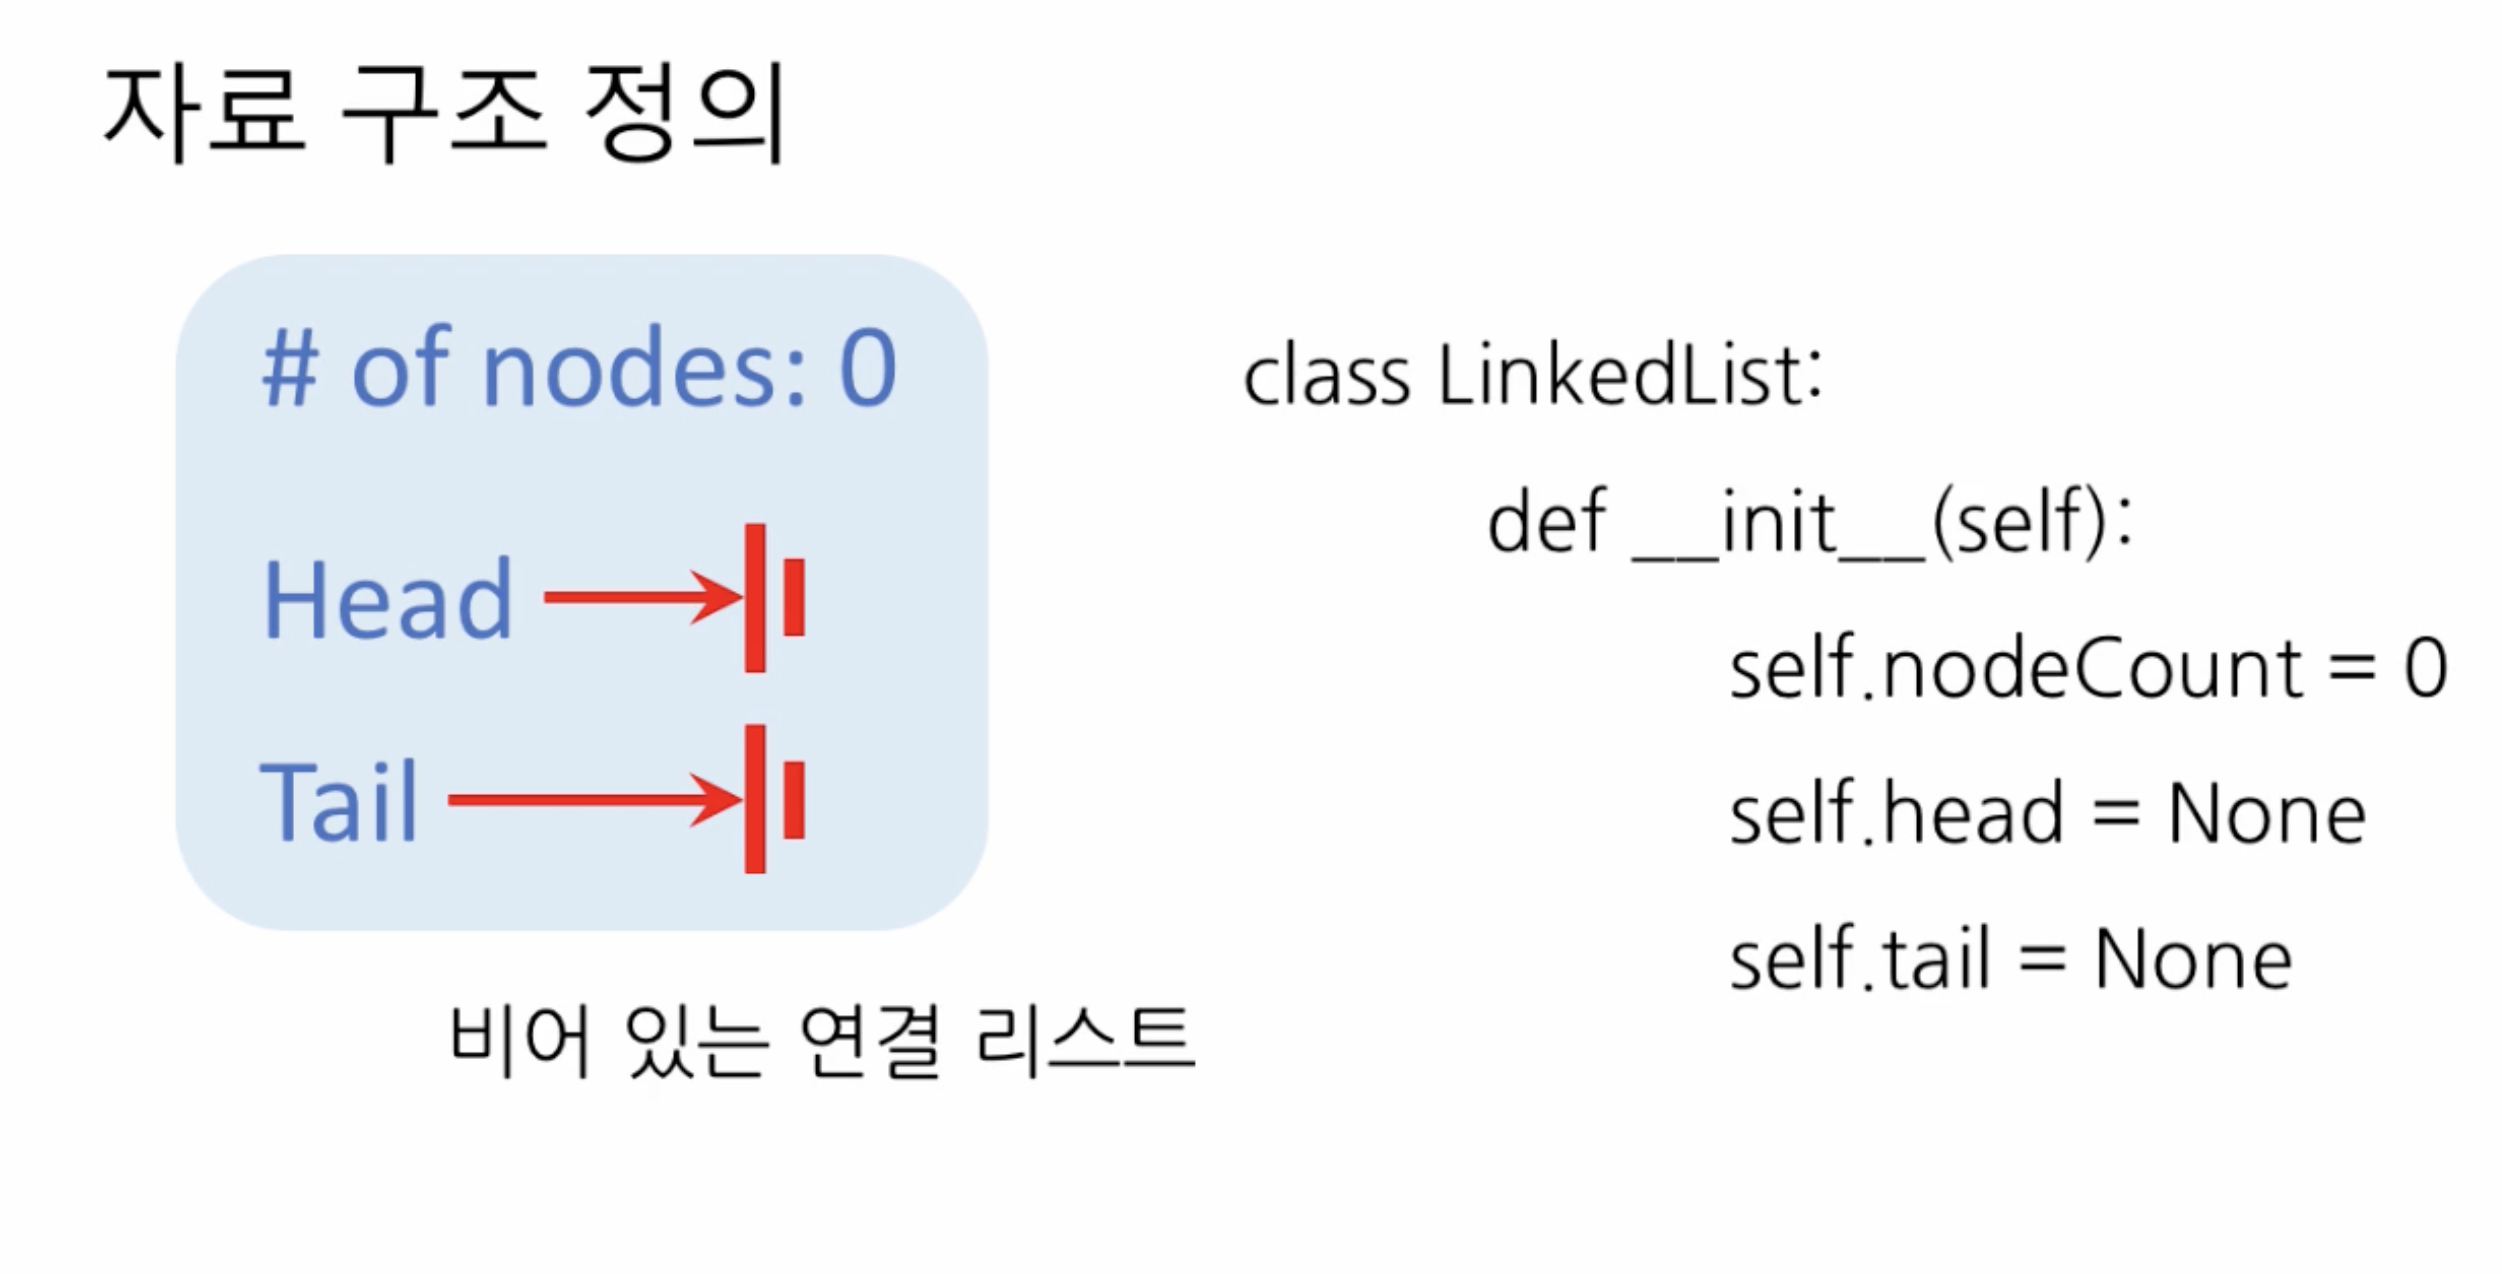 자료 구조 정의
# of nodes: 0
Head
Tail
비어 있는 연결 리스트
class LinkedList:
def __init__(self):
self.nodeCount = 0
self.head = None
self.tail = None